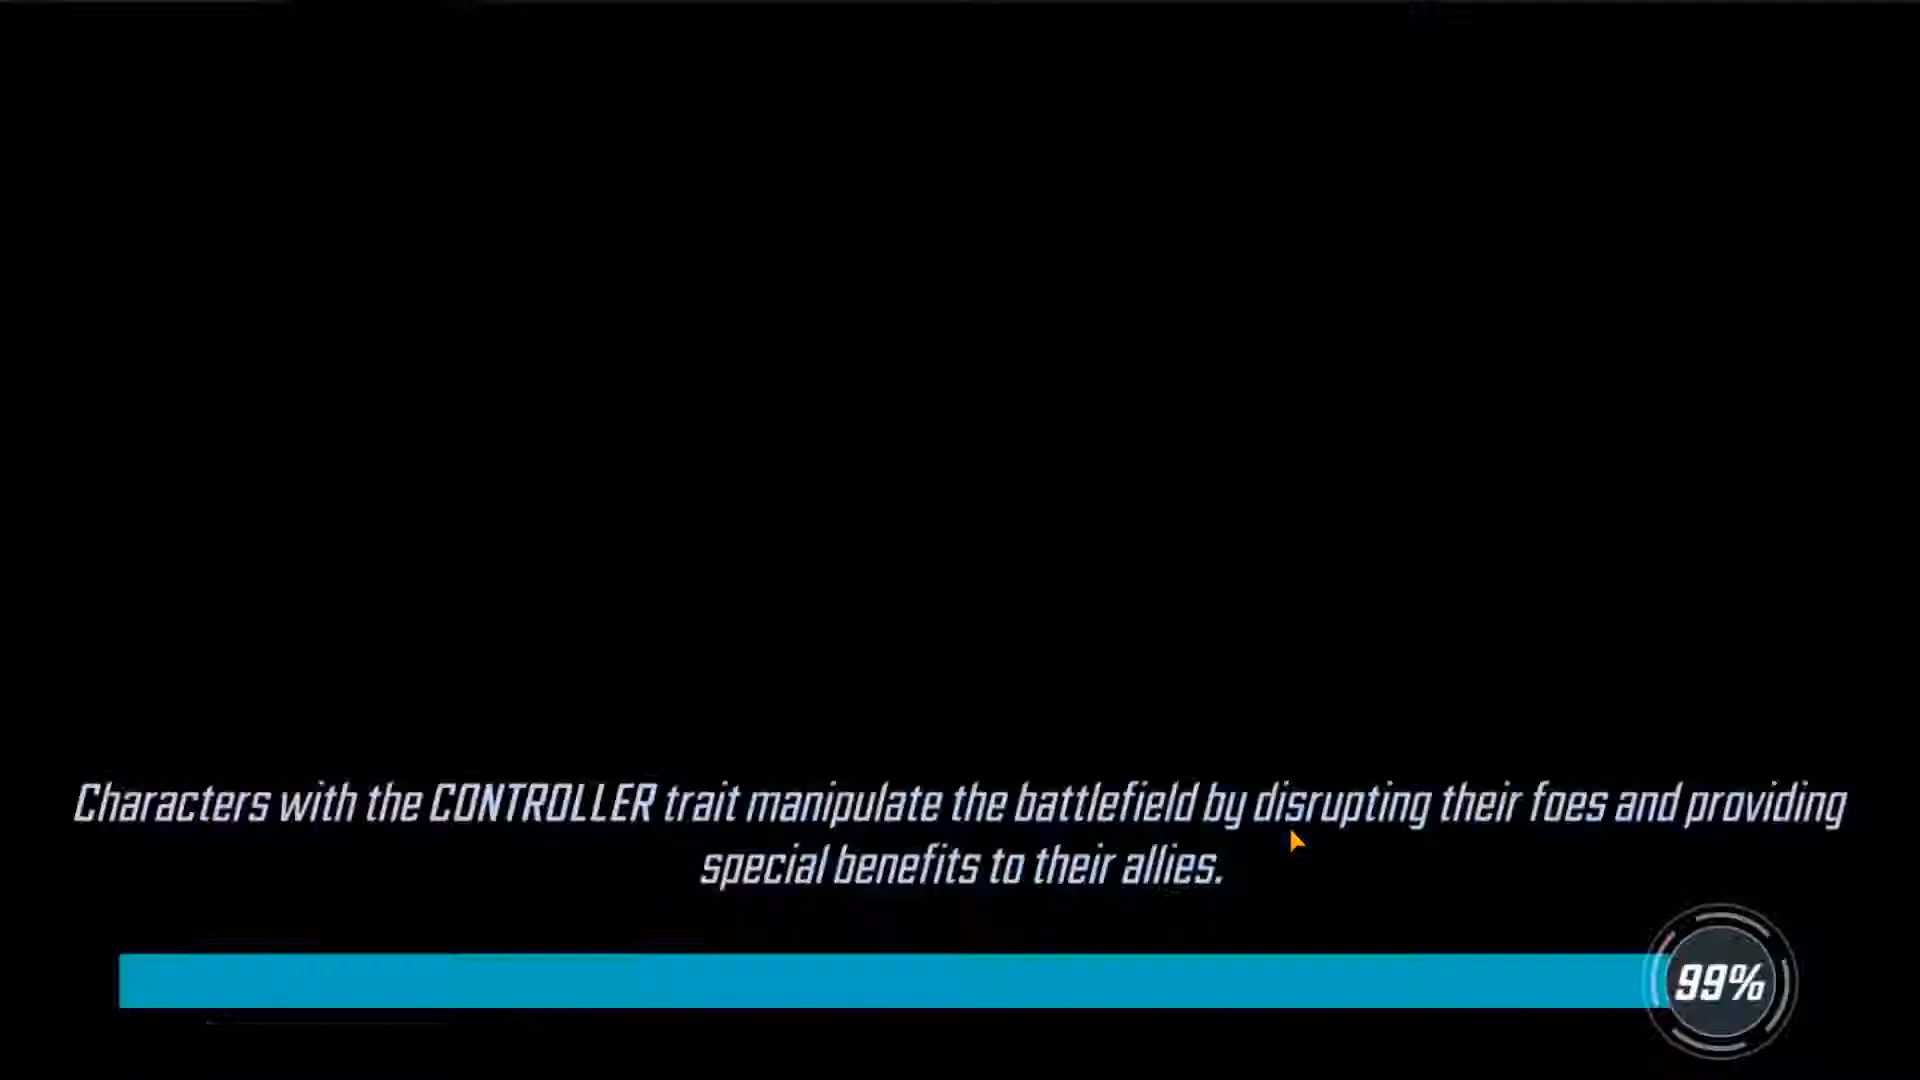 Characters with the CONTROLLER trait manipulate the battlefield by disrupting their foes and providing
special benefits to their allies.
99%